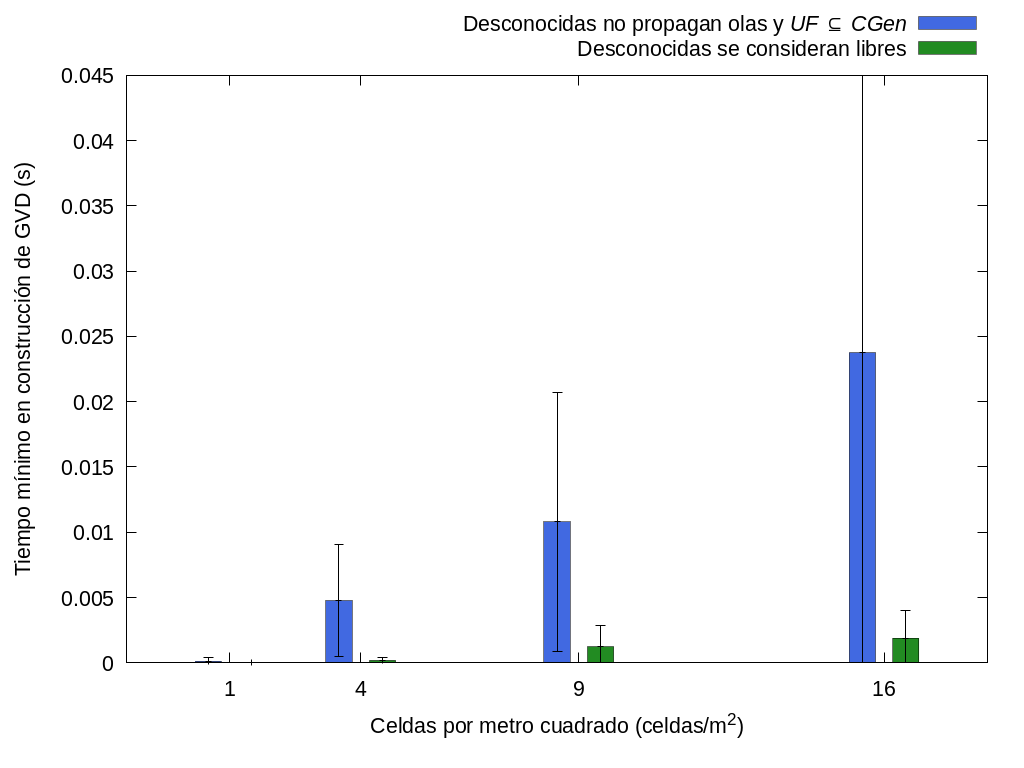 Desconocidas no propagan olas y UF ⊆ CGen
Desconocidas se consideran libres
0.045
0.04
0.035
0.03
0.025
0.02
0.015
0.01
0.005
0
Tiempo mínimo en construcción de GVD (s)
1 4 9 16
Celdas por metro cuadrado (celdas/m²)